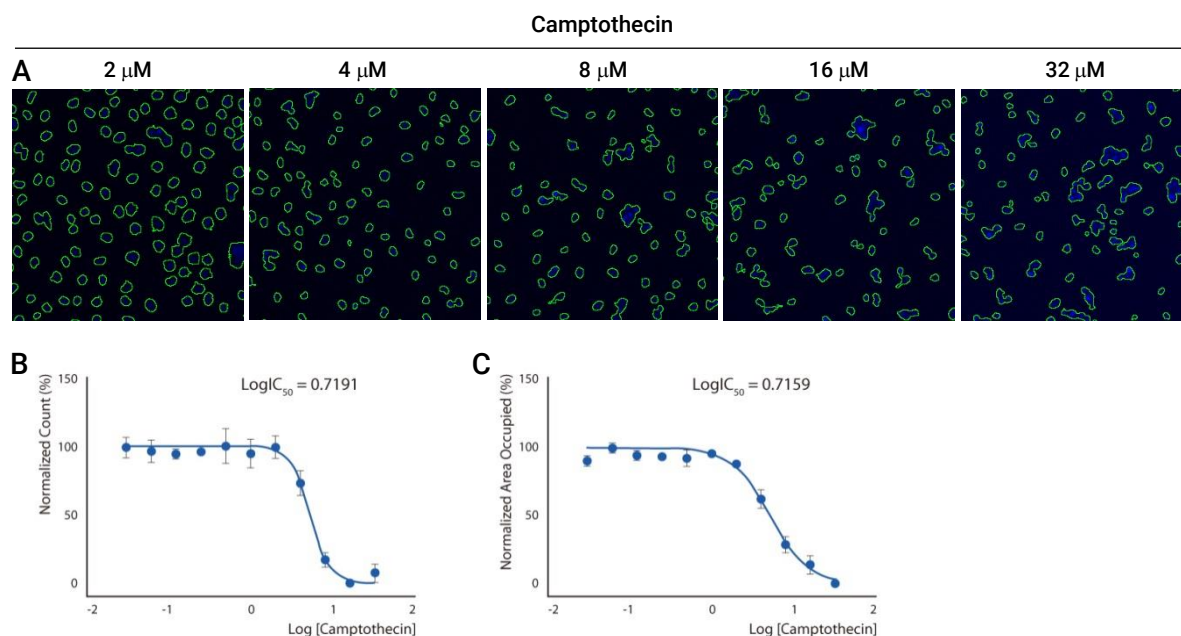 Camptothecin
A
2 μM
4 μM
8 μM
16 μM
32 μM
B
150
100
50
0
Normalized Count (%)
LogIC50 = 0.7191
-2
-1
0
1
2
Log [Camptothecin]
C
150
100
50
0
Normalized Area Occupied (%)
LogIC50 = 0.7159
-2
-1
0
1
2
Log [Camptothecin]